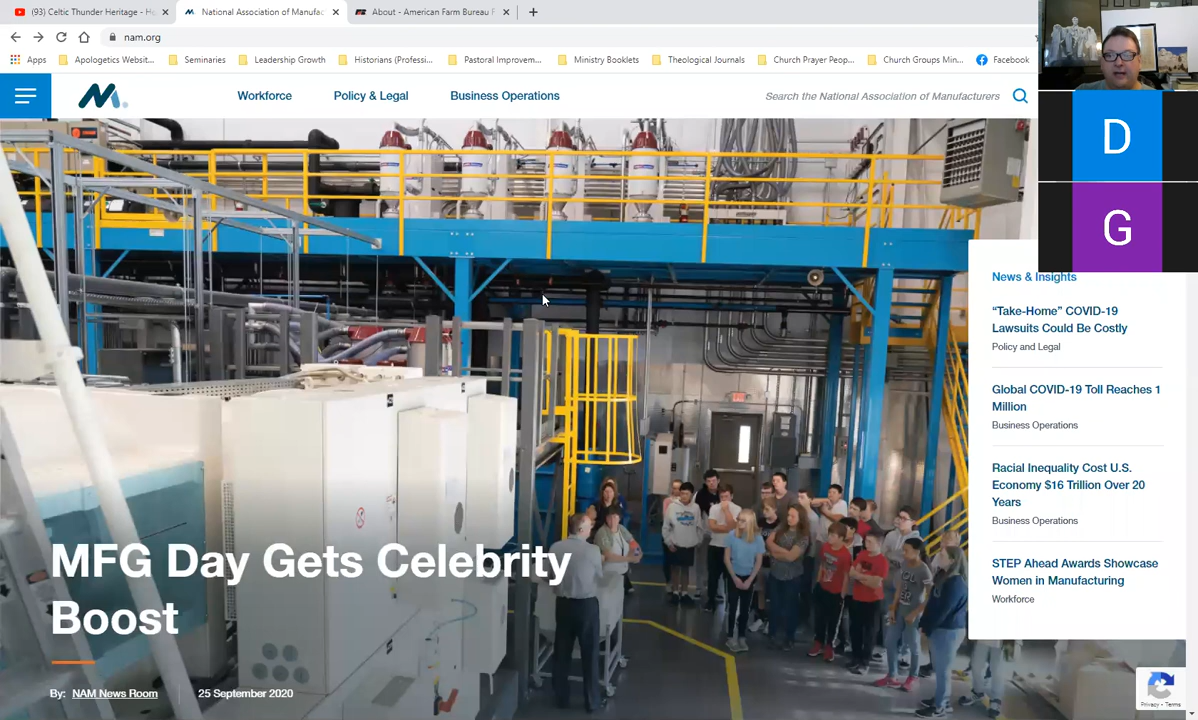 (93) Celtic Thunder Heritage - H
National Association of Manufac
About - American Farm Bureau F
nam.org
Apps
Apologetics Websit...
Seminaries
Leadership Growth
Historians (Professi...
Pastoral Improvem...
Ministry Booklets
Theological Journals
Church Prayer Peop...
Church Groups Min...
Facebook
Workforce
Policy & Legal
Business Operations
Search the National Association of Manufacturers
D
G
News & Insights
“Take-Home” COVID-19
Lawsuits Could Be Costly
Policy and Legal
Global COVID-19 Toll Reaches 1
Million
Business Operations
Racial Inequality Cost U.S.
Economy $16 Trillion Over 20
Years
Business Operations
STEP Ahead Awards Showcase
Women in Manufacturing
Workforce
MFG Day Gets Celebrity
Boost
By: NAM News Room
25 September 2020
Privacy - Terms